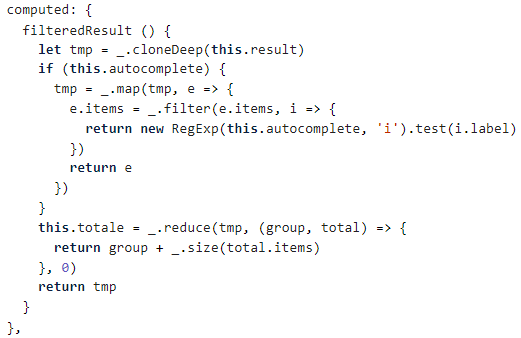 computed: {
  filteredResult () {
    let tmp = _.cloneDeep(this.result)
    if (this.autocomplete) {
      tmp = _.map(tmp, e => {
        e.items = _.filter(e.items, i => {
          return new RegExp(this.autocomplete, 'i').test(i.label)
        })
        return e
      })
    }
    this.totale = _.reduce(tmp, (group, total) => {
      return group + _.size(total.items)
    }, 0)
    return tmp
  }
},